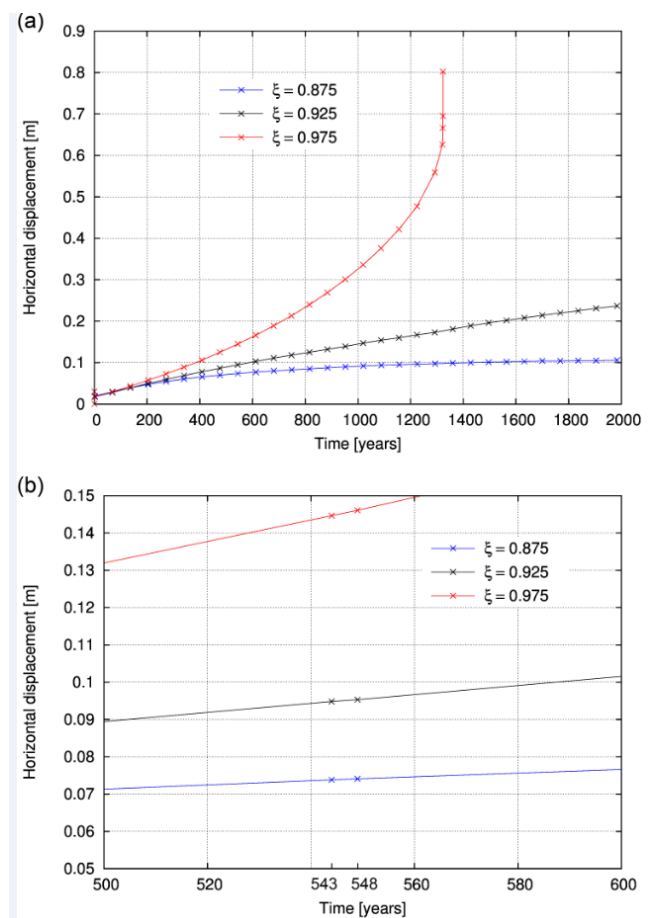 (a)
0.9
0.8
0.7
0.6
0.5
0.4
0.3
0.2
0.1
0
Horizontal displacement [m]
ξ = 0.875
ξ = 0.925
ξ = 0.975
0 200 400 600 800 1000 1200 1400 1600 1800 2000
Time [years]
(b)
0.15
0.14
0.13
0.12
0.11
0.1
0.09
0.08
0.07
0.06
0.05
Horizontal displacement [m]
ξ = 0.875
ξ = 0.925
ξ = 0.975
500 520 543 548 560 580 600
Time [years]